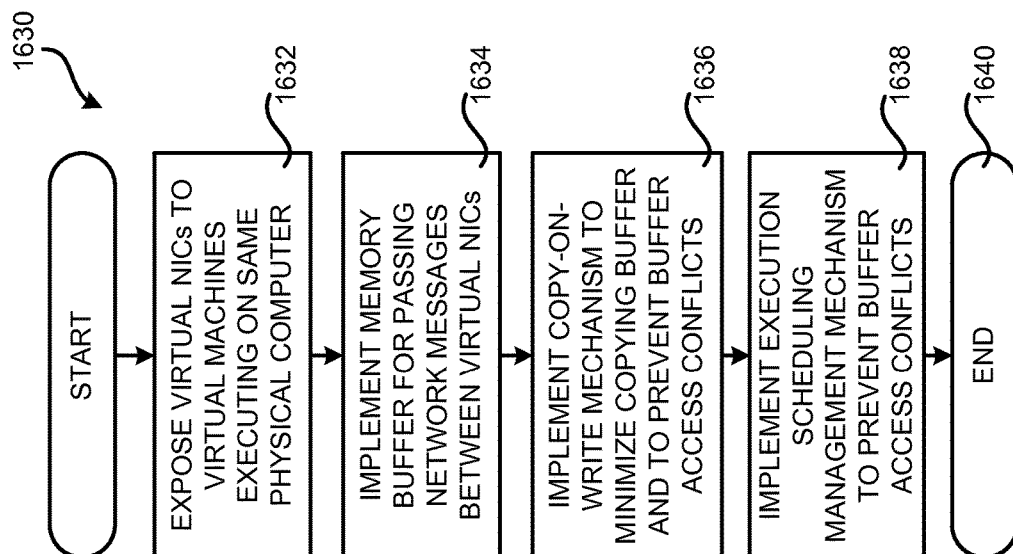 1630
START
EXPOSE VIRTUAL NICs TO
VIRTUAL MACHINES
EXECUTING ON SAME
PHYSICAL COMPUTER
1632
IMPLEMENT MEMORY
BUFFER FOR PASSING
NETWORK MESSAGES
BETWEEN VIRTUAL NICs
1634
IMPLEMENT COPY-ON-
WRITE MECHANISM TO
MINIMIZE COPYING BUFFER
AND TO PREVENT BUFFER
ACCESS CONFLICTS
1636
IMPLEMENT EXECUTION
SCHEDULING
MANAGEMENT MECHANISM
TO PREVENT BUFFER
ACCESS CONFLICTS
1638
END
1640